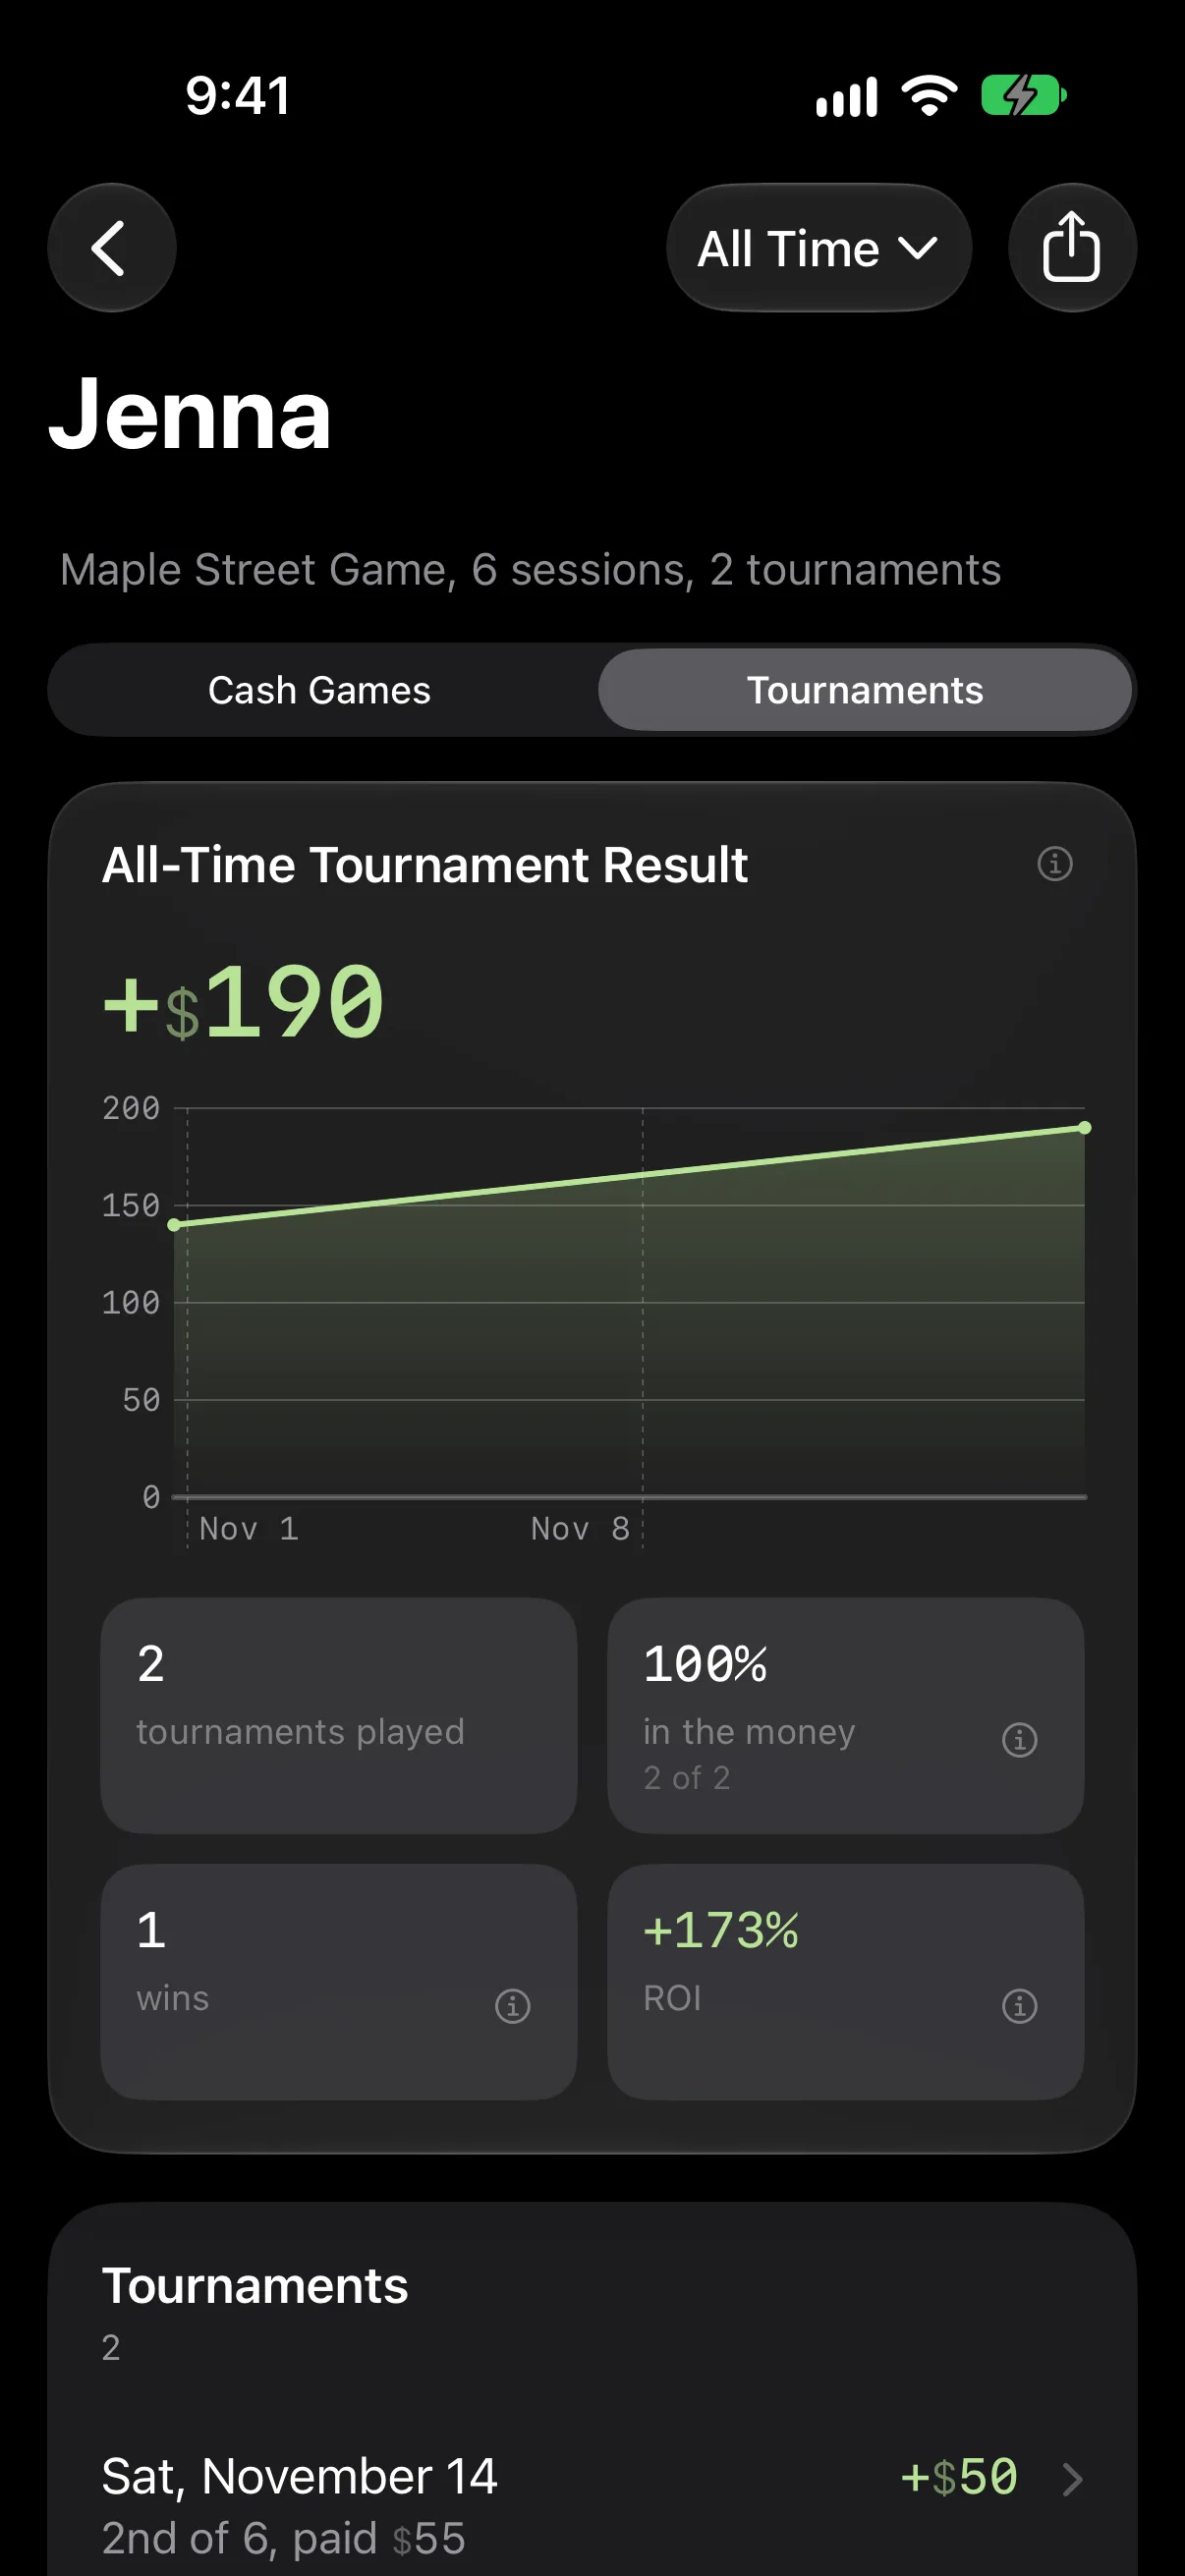 9:41
All Time
Jenna
Maple Street Game, 6 sessions, 2 tournaments
Cash Games
Tournaments
All-Time Tournament Result
+$190
200
150
100
50
0
Nov 1
Nov 8
2
tournaments played
100%
in the money
2 of 2
1
wins
+173%
ROI
Tournaments
2
Sat, November 14
+$50
2nd of 6, paid $55